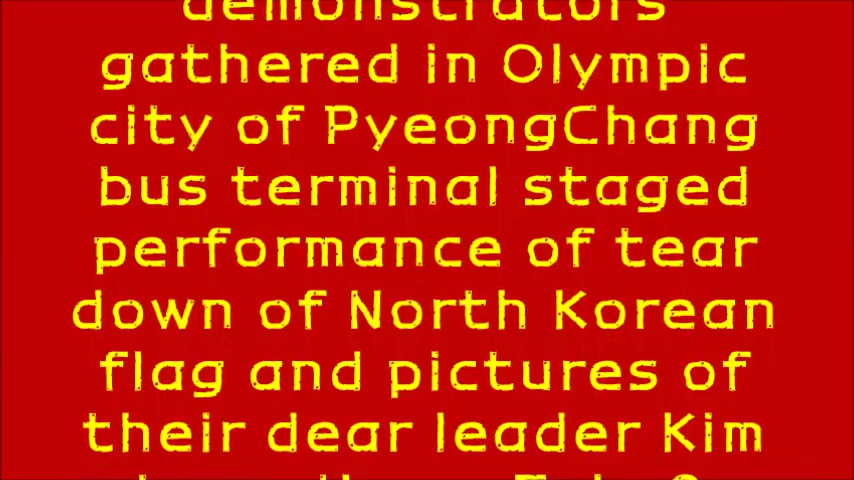 demonstrators
gathered in Olympic
city of PyeongChang
bus terminal staged
performance of tear
down of North Korean
flag and pictures of
their dear leader Kim